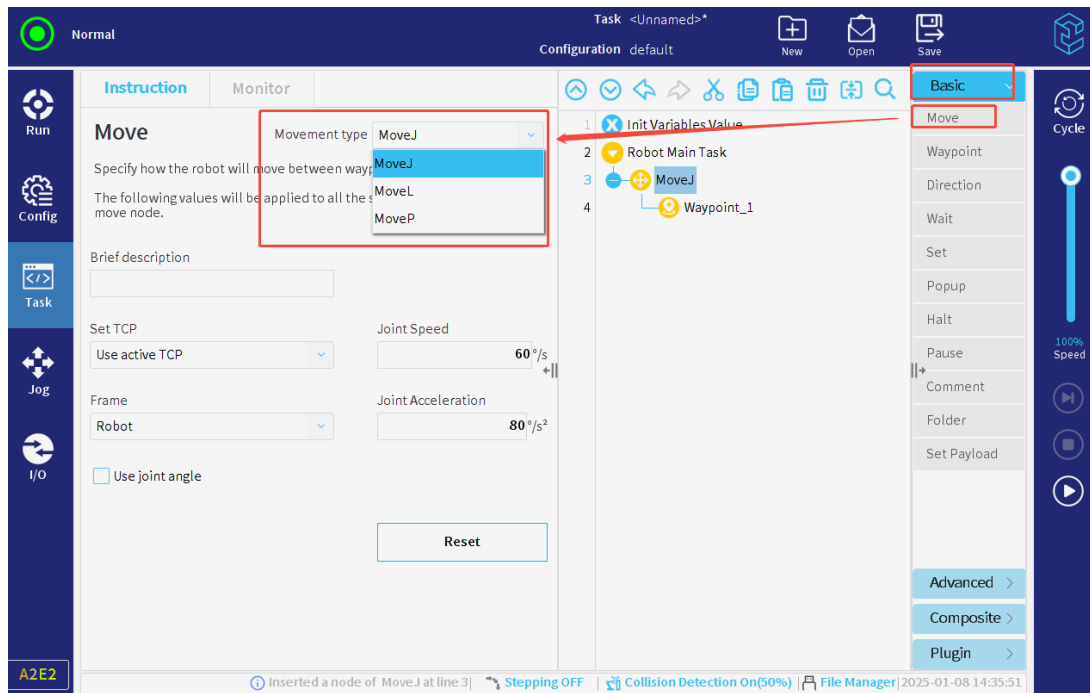 Normal
Task <Unnamed>*
Configuration default
New
Open
Save
Run
Config
Task
Jog
I/O
A2E2
Instruction
Monitor
Move
Movement type MoveJ
MoveJ
MoveL
MoveP
Specify how the robot will move between wayp
The following values will be applied to all the s
move node.
Brief description
Set TCP
Use active TCP
Joint Speed
60 °/s
Frame
Robot
Joint Acceleration
80 °/s²
Use joint angle
Reset
1 Init Variables Value
2 Robot Main Task
3 MoveJ
4 Waypoint_1
Basic
Move
Waypoint
Direction
Wait
Set
Popup
Halt
Pause
Comment
Folder
Set Payload
Advanced >
Composite >
Plugin >
Cycle
100%
Speed
Inserted a node of MoveJ at line 3| Stepping OFF | Collision Detection On(50%) | File Manager|2025-01-08 14:35:51